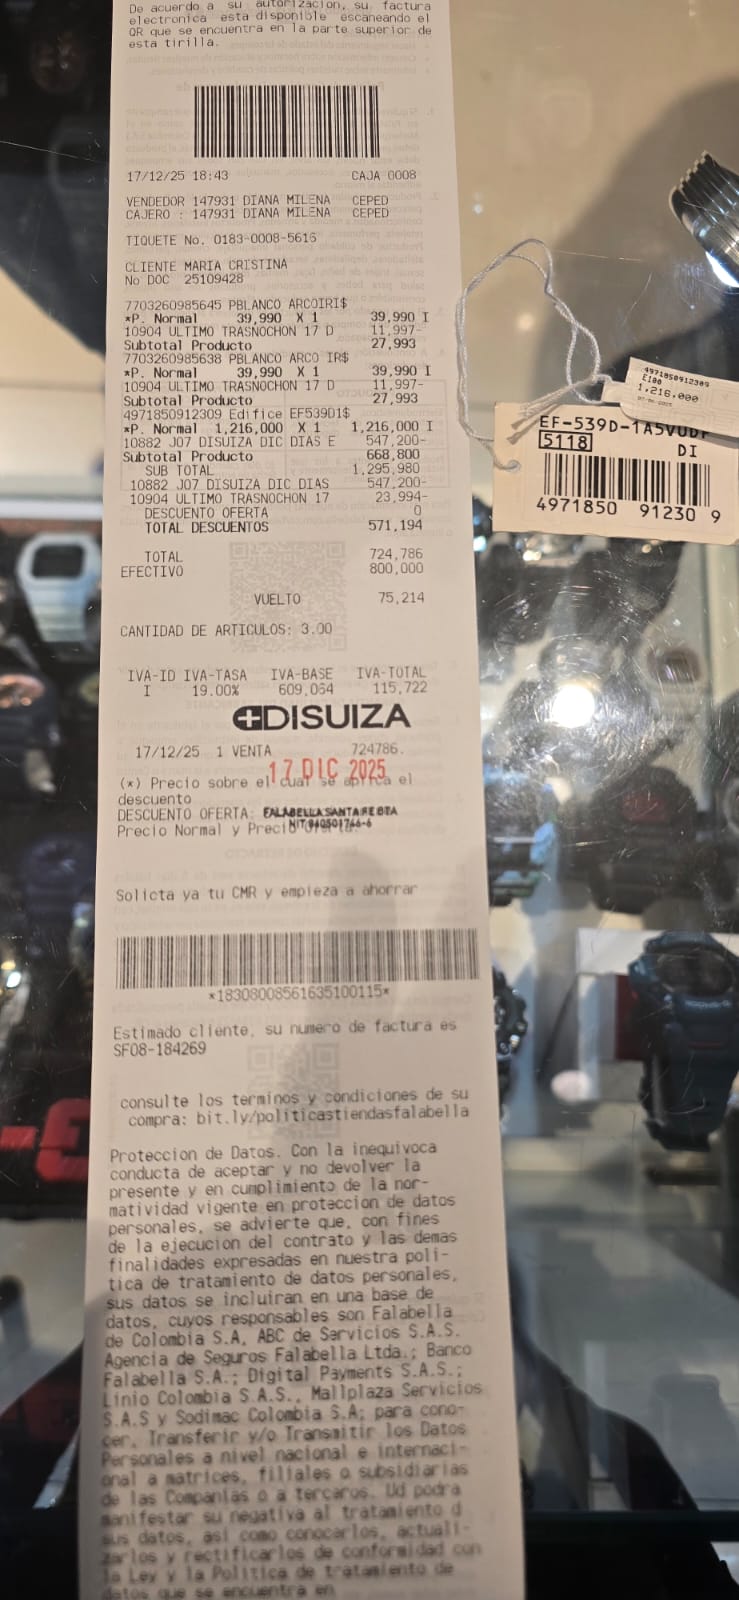 De acuerdo a su autorizacion, su factura
electronica esta disponible escaneando el
QR que se encuentra en la parte superior de
esta tirilla.
17/12/25 18:43 CAJA 0008
VENDEDOR 147931 DIANA MILENA CEPED
CAJERO : 147931 DIANA MILENA CEPED
TIQUETE No. 0183-0008-5616
CLIENTE MARIA CRISTINA
No DOC 25109428
7703260985645 PBLANCO ARCOIRI$
*P. Normal 39,990 X 1 39,990 I
10904 ULTIMO TRASNOCHON 17 D 11,997-
Subtotal Producto 27,993
7703260985638 PBLANCO ARCO IR$
*P. Normal 39,990 X 1 39,990 I
10904 ULTIMO TRASNOCHON 17 D 11,997-
Subtotal Producto 27,993
4971850912309 Edifice EF539D1$
*P. Normal 1,216,000 X 1 1,216,000 I
10882 J07 DISUIZA DIC DIAS E 547,200-
Subtotal Producto 668,800
SUB TOTAL 1,295,980
10882 J07 DISUIZA DIC DIAS 547,200-
10904 ULTIMO TRASNOCHON 17 23,994-
DESCUENTO OFERTA 0
TOTAL DESCUENTOS 571,194
TOTAL 724,786
EFECTIVO 800,000
VUELTO 75,214
CANTIDAD DE ARTICULOS: 3.00
IVA-ID IVA-TASA IVA-BASE IVA-TOTAL
I 19.00% 609,064 115,722
DISUIZA
17/12/25 1 VENTA 724786.
17 DIC 2025
(*) Precio sobre el cual se aplica el
descuento
DESCUENTO OFERTA: FALABELLA SANTA FE BTA
Precio Normal y Precio Oferta.
Solicta ya tu CMR y empieza a ahorrar
*18308008561635100115*
Estimado cliente, su numero de factura es
SF08-184269
consulte los terminos y condiciones de su
compra: bit.ly/politicastiendasfalabella
Proteccion de Datos. Con la inequivoca
conducta de aceptar y no devolver la
presente y en cumplimiento de la nor-
matividad vigente en proteccion de datos
personales, se advierte que, con fines
de la ejecucion del contrato y las demas
finalidades expresadas en nuestra poli-
tica de tratamiento de datos personales,
sus datos se incluiran en una base de
datos, cuyos responsables son Falabella
de Colombia S.A, ABC de Servicios S.A.S.
Agencia de Seguros Falabella Ltda.; Banco
Falabella S.A.; Digital Payments S.A.S.;
Linio Colombia S.A.S., Mallplaza Servicios
S.A.S y Sodimac Colombia S.A; para cono-
cer, Transferir y/o Transmitir los Datos
Personales a nivel nacional e internaci-
onal a matrices, filiales o subsidiarias
de las Companias o a terceros. Ud podra
manifestar su negativa al tratamiento d
sus datos, asi como conocerlos, actuali-
zarlos y rectificarlos de conformidad con
la Ley y la Politica de tratamiento de
datos que se encuentra en
4971850912309
E100
1,216,000
EF-539D-1A5VUDF
5118 DI
4971850 91230 9